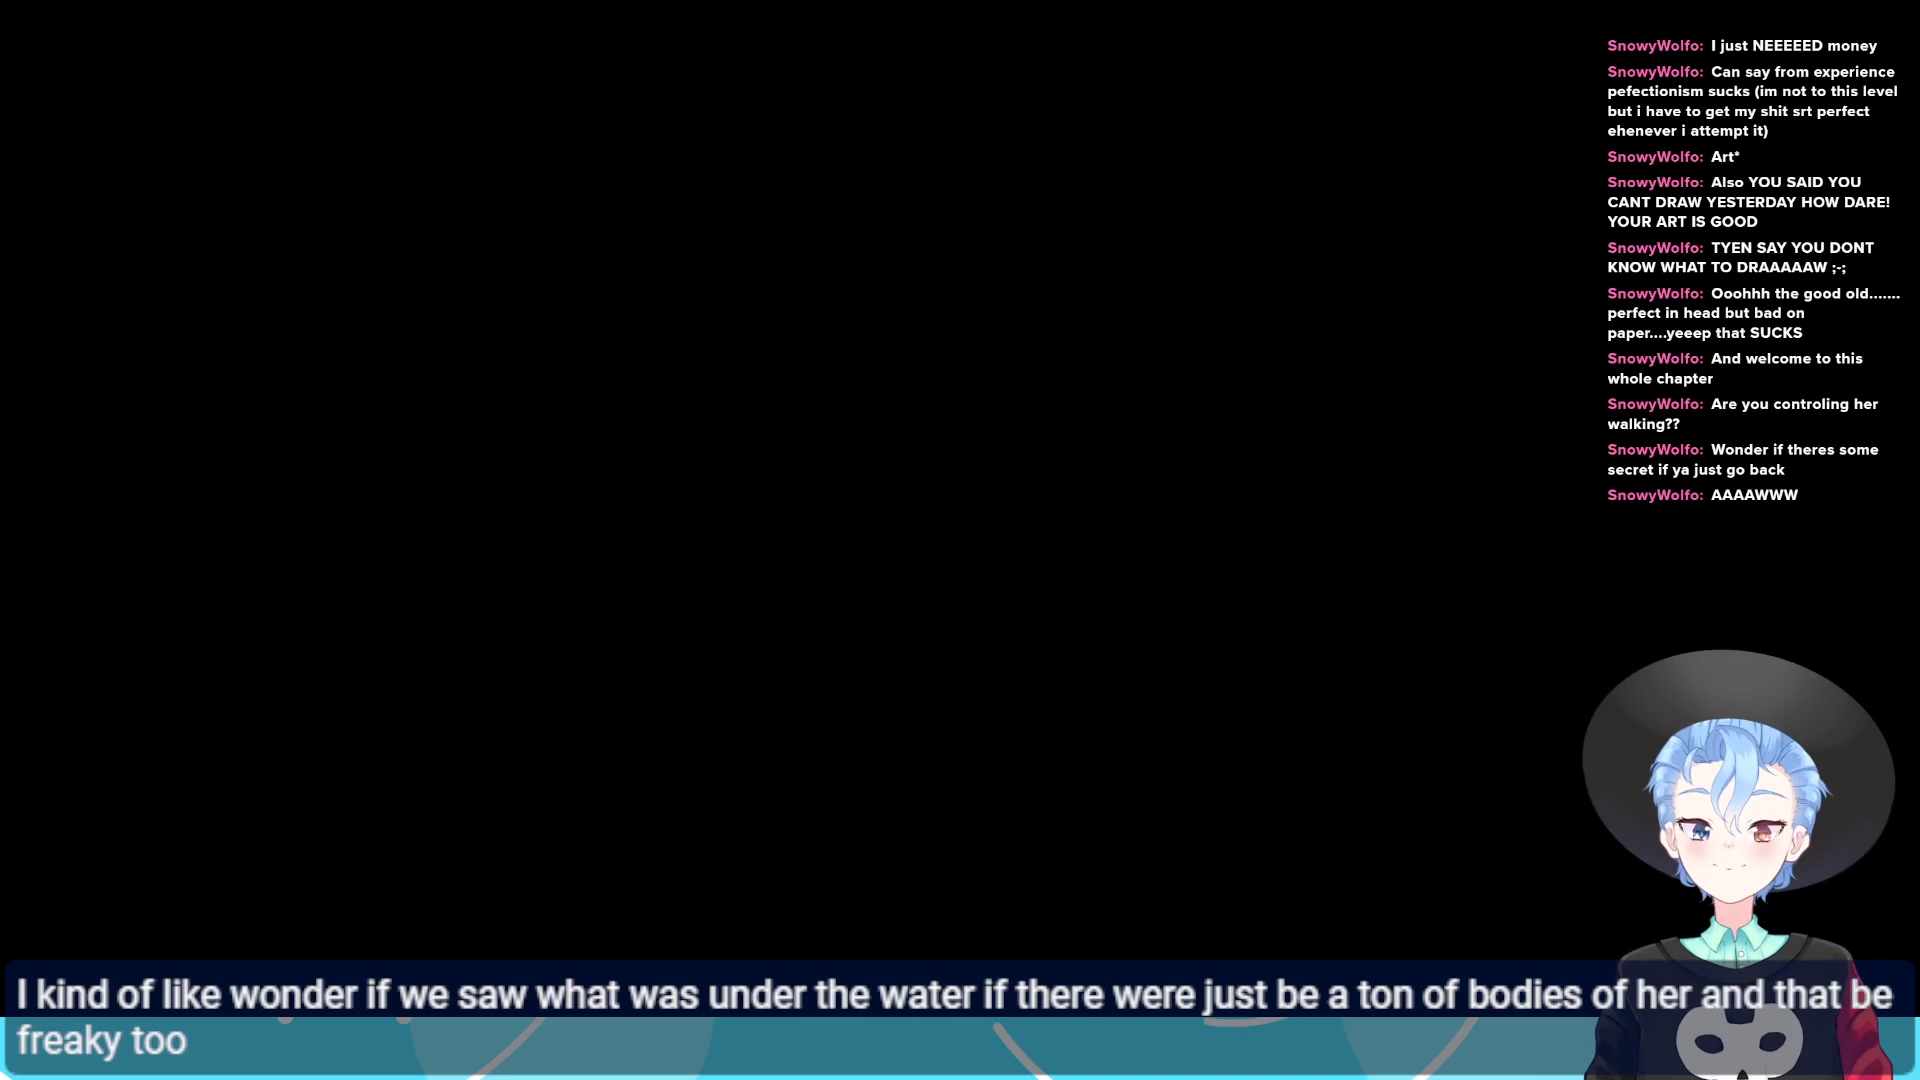 SnowyWolfo: I just NEEEEED money
SnowyWolfo: Can say from experience
pefectionism sucks (im not to this level
but i have to get my shit srt perfect
ehenever i attempt it)
SnowyWolfo: Art*
SnowyWolfo: Also YOU SAID YOU
CANT DRAW YESTERDAY HOW DARE!
YOUR ART IS GOOD
SnowyWolfo: TYEN SAY YOU DONT
KNOW WHAT TO DRAAAAAW ;-;
SnowyWolfo: Ooohhh the good old.......
perfect in head but bad on
paper....yeeep that SUCKS
SnowyWolfo: And welcome to this
whole chapter
SnowyWolfo: Are you controling her
walking??
SnowyWolfo: Wonder if theres some
secret if ya just go back
SnowyWolfo: AAAAWWW
I kind of like wonder if we saw what was under the water if there were just be a ton of bodies of her and that be
freaky too